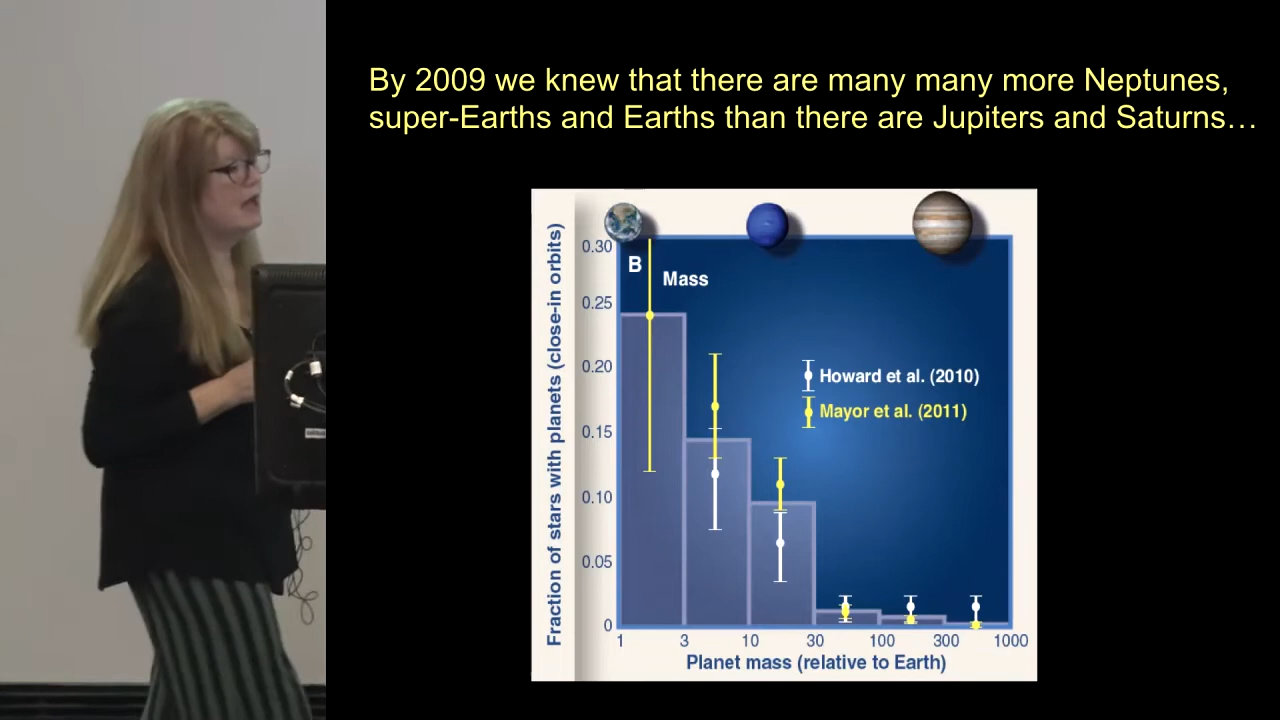 By 2009 we knew that there are many many more Neptunes,
super-Earths and Earths than there are Jupiters and Saturns…
Fraction of stars with planets (close-in orbits)
0.30
0.25
0.20
0.15
0.10
0.05
0
B
Mass
Howard et al. (2010)
Mayor et al. (2011)
1 3 10 30 100 300 1000
Planet mass (relative to Earth)